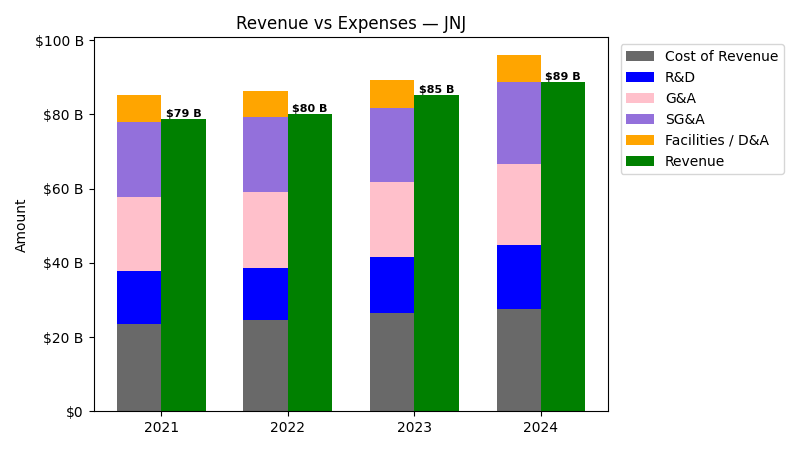 Revenue vs Expenses — JNJ
$100 B
$80 B
$60 B
$40 B
$20 B
$0
Amount
$79 B
$80 B
$85 B
$89 B
2021
2022
2023
2024
Cost of Revenue
R&D
G&A
SG&A
Facilities / D&A
Revenue